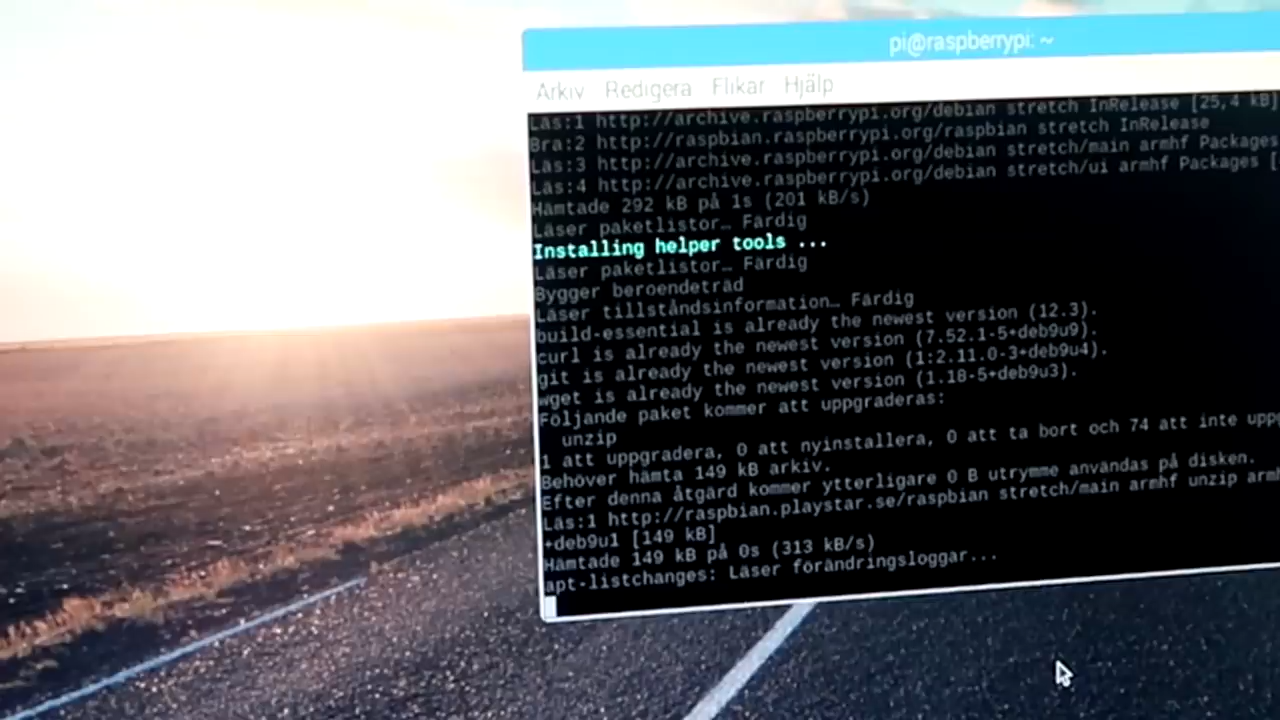 pi@raspberrypi: ~
Arkiv Redigera Flikar Hjälp
Läs:1 http://archive.raspberrypi.org/debian stretch InRelease [25,4 kB]
Bra:2 http://raspbian.raspberrypi.org/raspbian stretch InRelease
Läs:3 http://archive.raspberrypi.org/debian stretch/main armhf Packages
Läs:4 http://archive.raspberrypi.org/debian stretch/ui armhf Packages [
Hämtade 292 kB på 1s (201 kB/s)
Läser paketlistor… Färdig
Installing helper tools ...
Läser paketlistor… Färdig
Bygger beroendeträd
Läser tillståndsinformation… Färdig
build-essential is already the newest version (12.3).
curl is already the newest version (7.52.1-5+deb9u9).
git is already the newest version (1:2.11.0-3+deb9u4).
wget is already the newest version (1.18-5+deb9u3).
Följande paket kommer att uppgraderas:
unzip
1 att uppgradera, 0 att nyinstallera, 0 att ta bort och 74 att inte uppg
Behöver hämta 149 kB arkiv.
Efter denna åtgärd kommer ytterligare 0 B utrymme användas på disken.
Läs:1 http://raspbian.playstar.se/raspbian stretch/main armhf unzip arm
+deb9u1 [149 kB]
Hämtade 149 kB på 0s (313 kB/s)
apt-listchanges: Läser förändringsloggar...